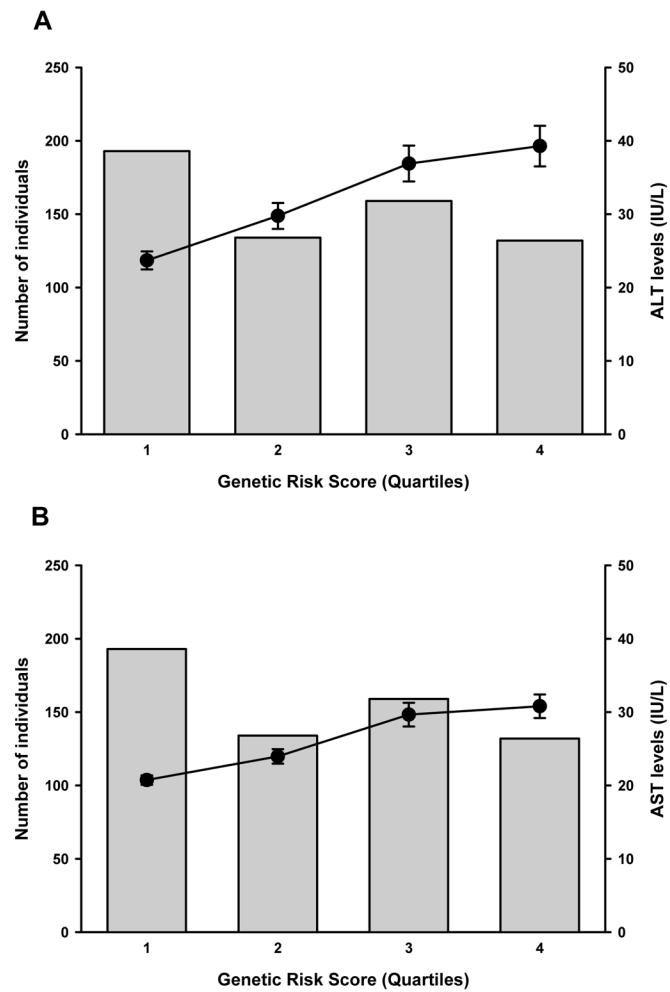 A
250
200
150
100
50
0
Number of individuals
50
40
30
20
10
0
ALT levels (IU/L)
1 2 3 4
Genetic Risk Score (Quartiles)
B
250
200
150
100
50
0
Number of individuals
50
40
30
20
10
0
AST levels (IU/L)
1 2 3 4
Genetic Risk Score (Quartiles)